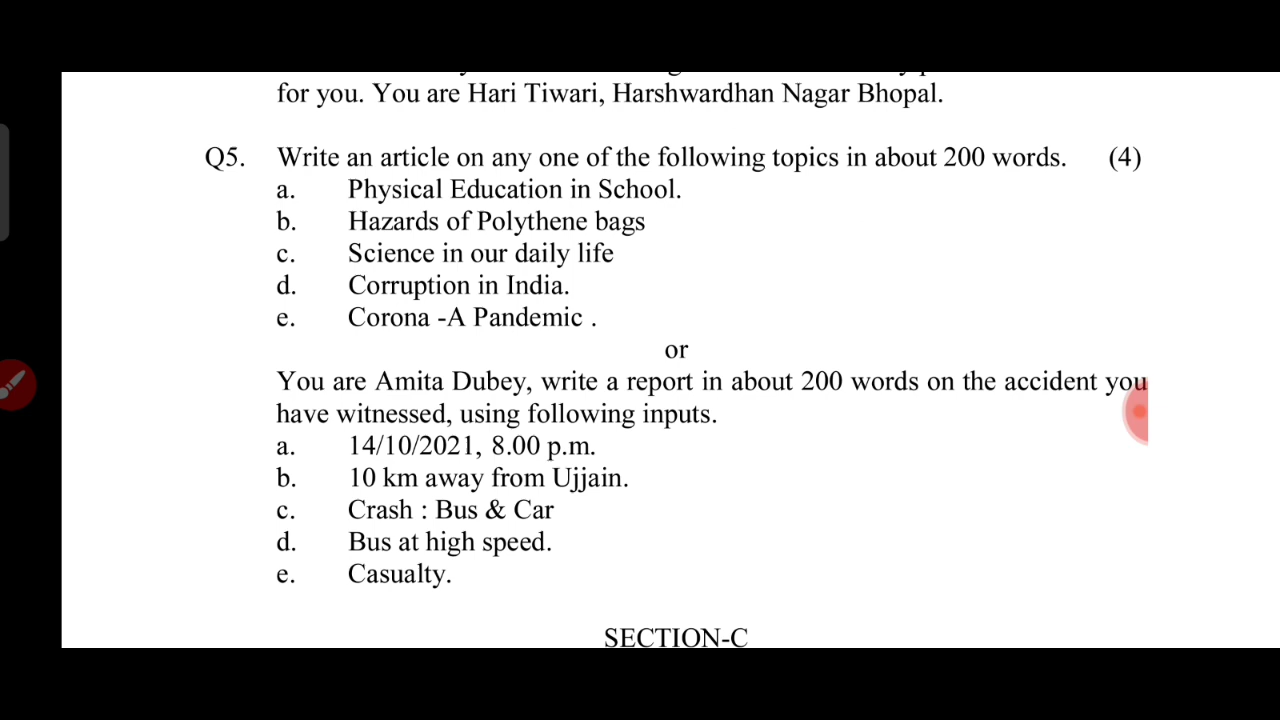 for you. You are Hari Tiwari, Harshwardhan Nagar Bhopal.
Q5. Write an article on any one of the following topics in about 200 words. (4)
a. Physical Education in School.
b. Hazards of Polythene bags
c. Science in our daily life
d. Corruption in India.
e. Corona -A Pandemic .
or
You are Amita Dubey, write a report in about 200 words on the accident you
have witnessed, using following inputs.
a. 14/10/2021, 8.00 p.m.
b. 10 km away from Ujjain.
c. Crash : Bus & Car
d. Bus at high speed.
e. Casualty.
SECTION-C